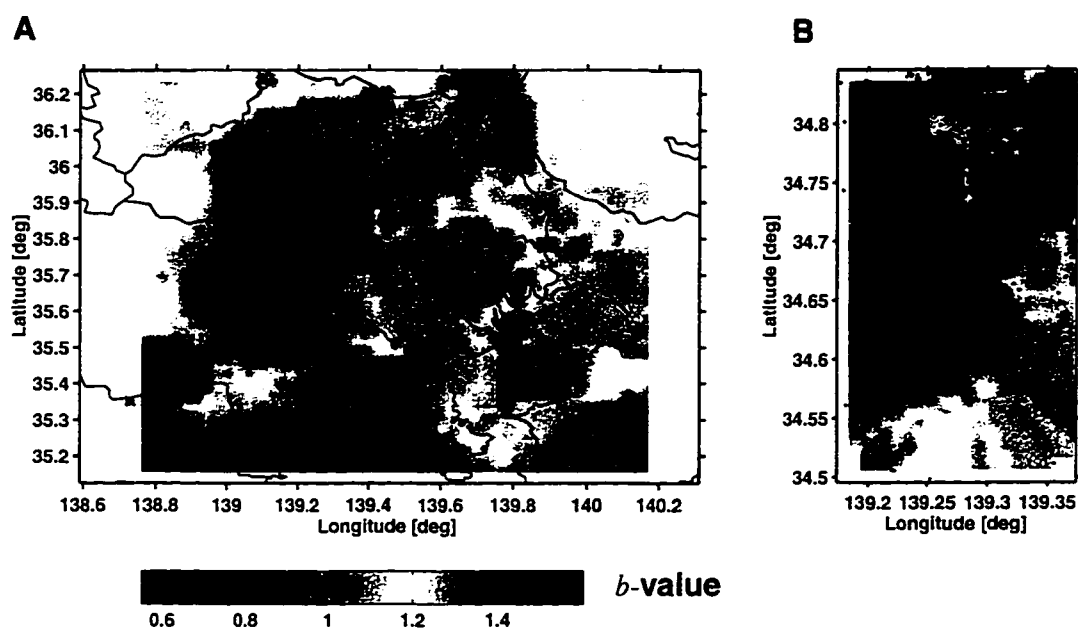 A
B
36.2
36.1
36
35.9
35.8
35.7
35.6
35.5
35.4
35.3
35.2
Latitude [deg]
138.6 138.8 139 139.2 139.4 139.6 139.8 140 140.2
Longitude [deg]
34.8
34.75
34.7
34.65
34.6
34.55
34.5
Latitude [deg]
139.2 139.25 139.3 139.35
Longitude [deg]
0.6 0.8 1 1.2 1.4
b-value